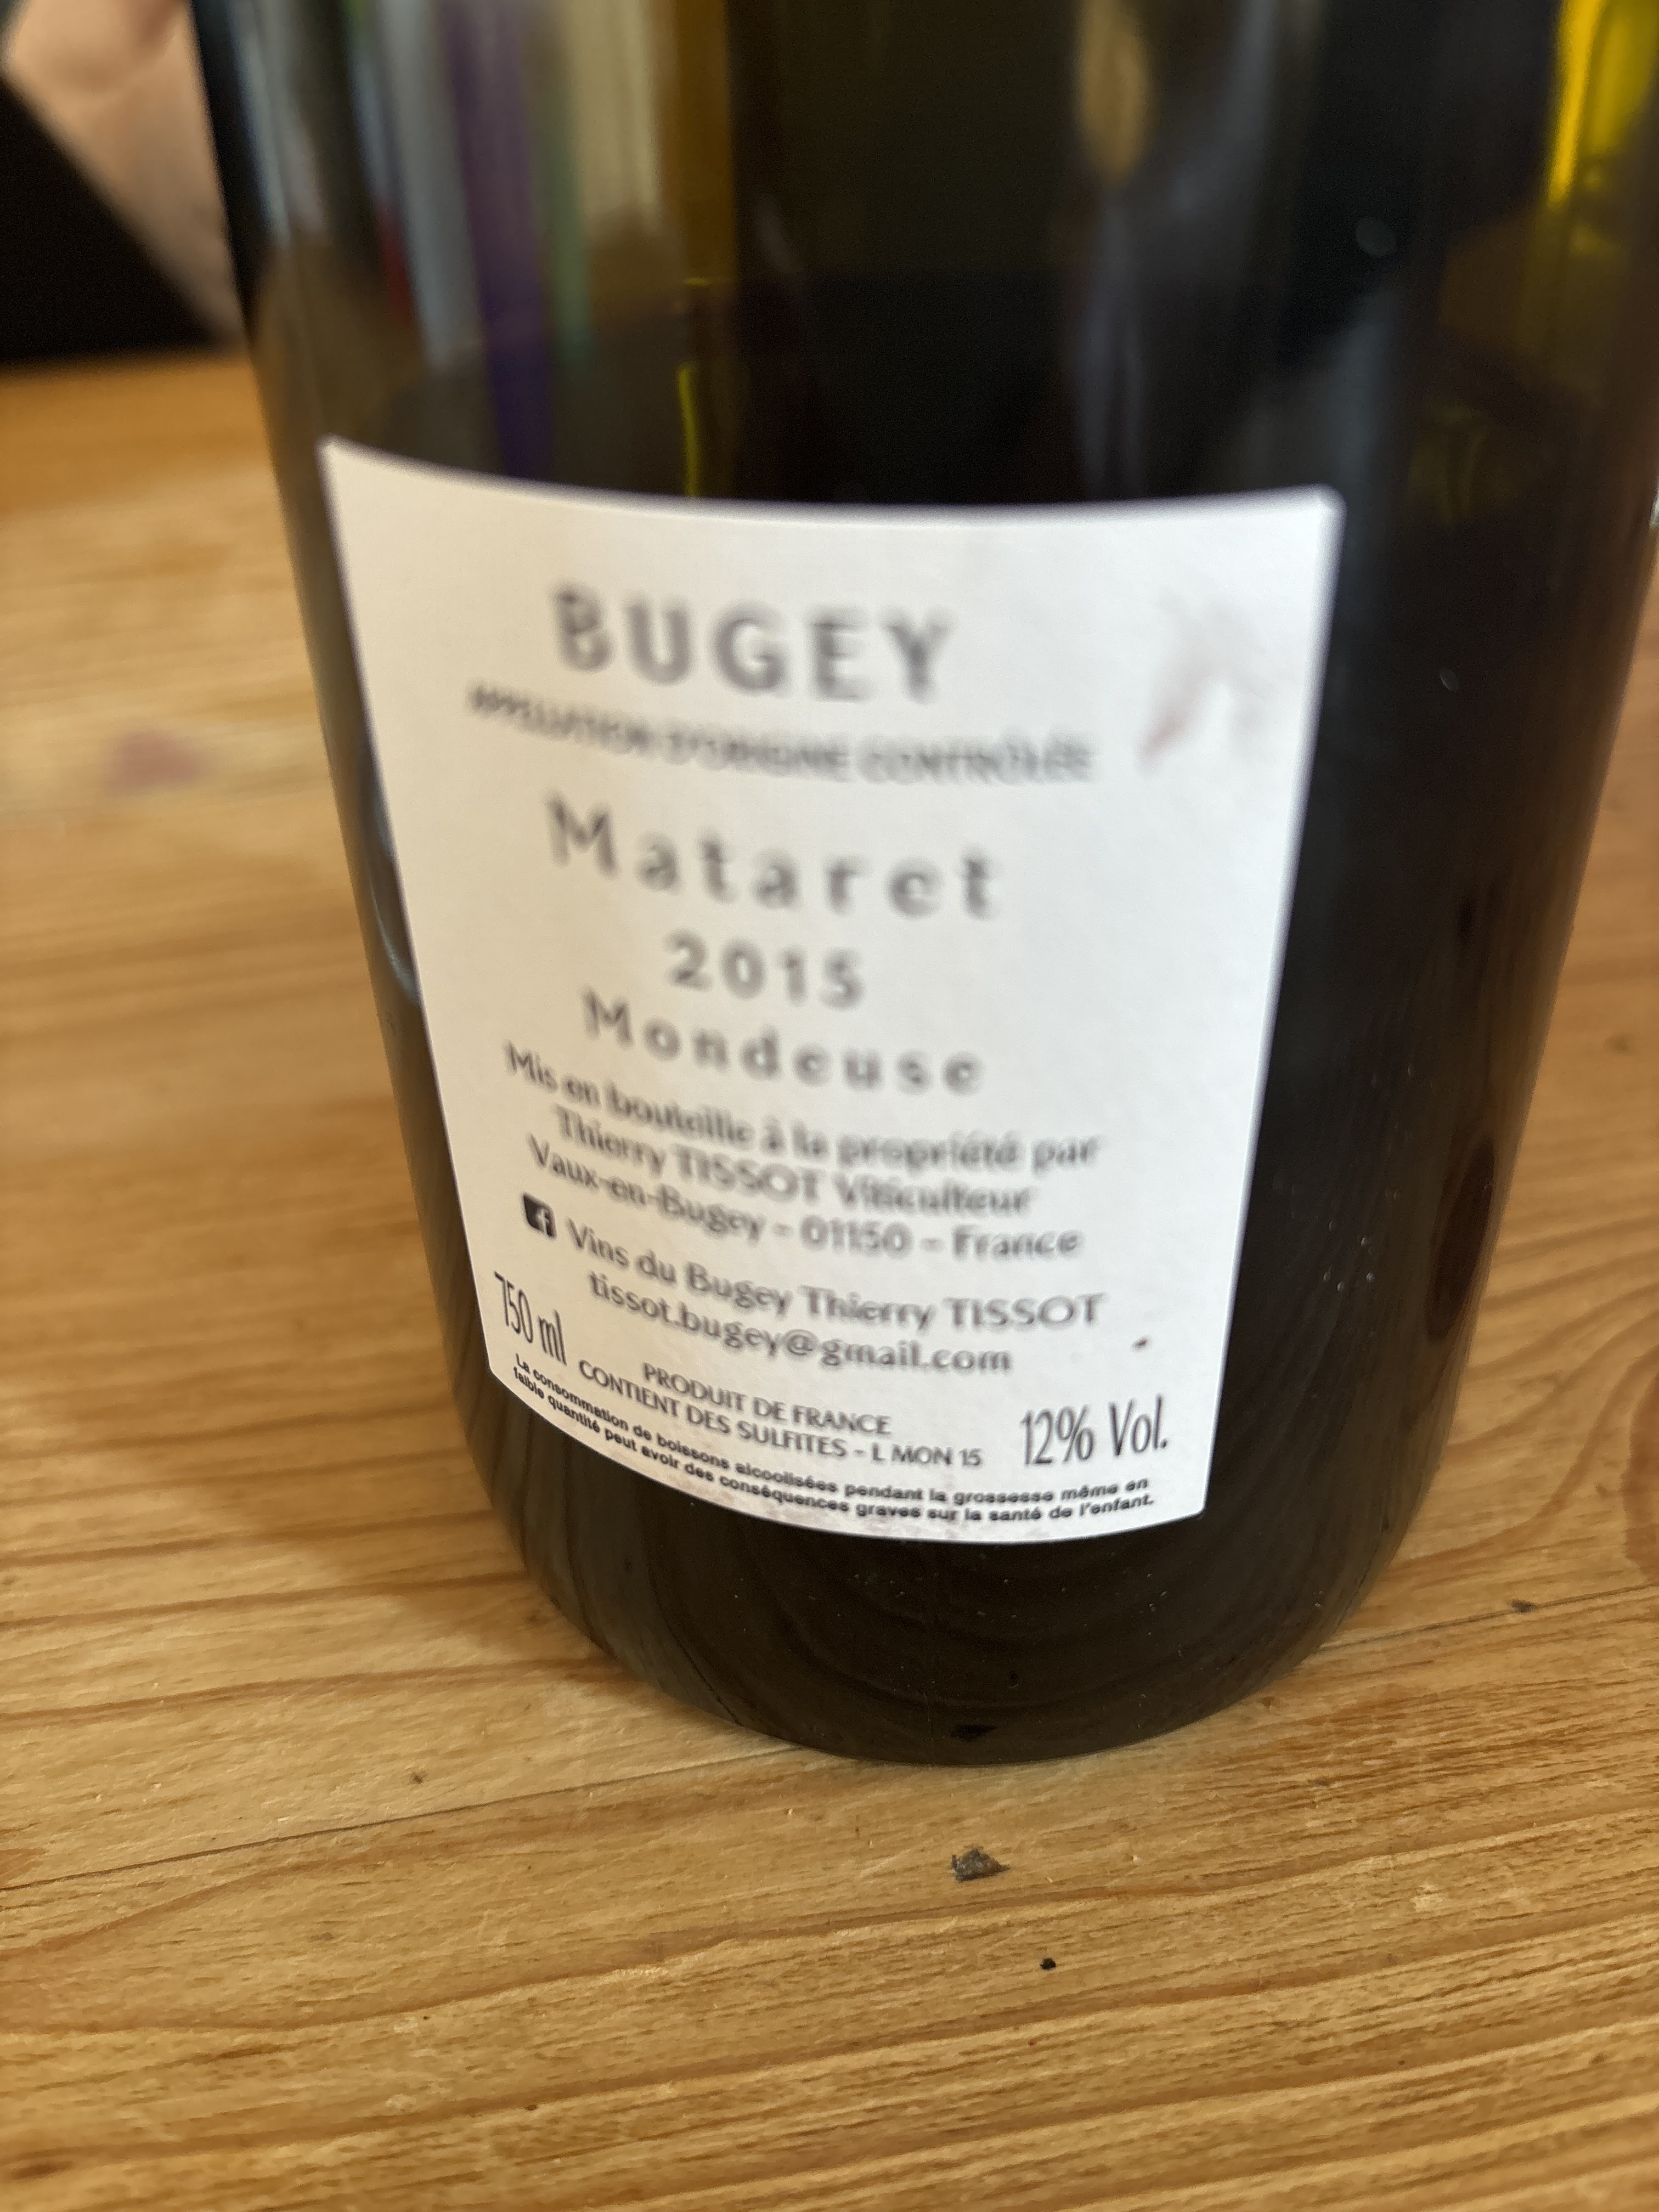 BUGEY
APPELLATION D'ORIGINE CONTRÔLÉE
Mataret
2015
Mondeuse
Mis en bouteille à la propriété par
Thierry TISSOT Viticulteur
Vaux-en-Bugey - 01150 - France
f Vins du Bugey Thierry TISSOT
tissot.bugey@gmail.com
750 ml
PRODUIT DE FRANCE
CONTIENT DES SULFITES - L MON 15
12% Vol.
La consommation de boissons alcoolisées pendant la grossesse même en
faible quantité peut avoir des conséquences graves sur la santé de l'enfant.